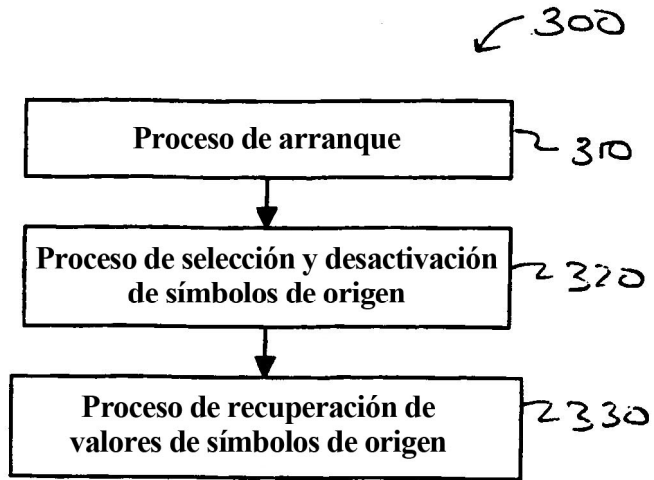 300
Proceso de arranque
310
Proceso de selección y desactivación
de símbolos de origen
320
Proceso de recuperación de
valores de símbolos de origen
330